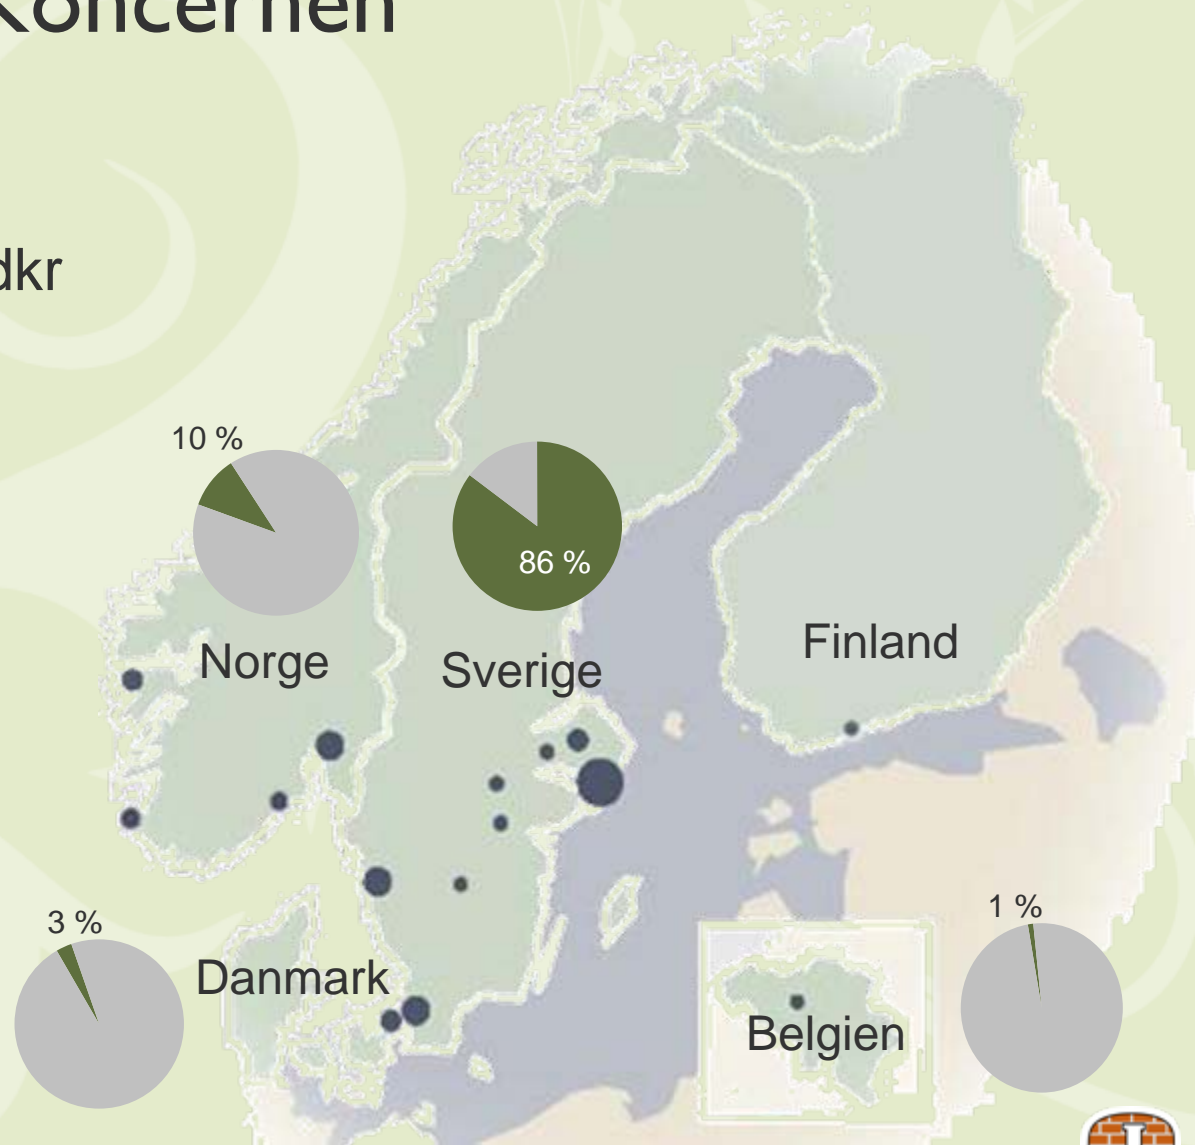 Koncernen
dkr
10 %
86 %
Norge
Sverige
Finland
3 %
Danmark
1 %
Belgien